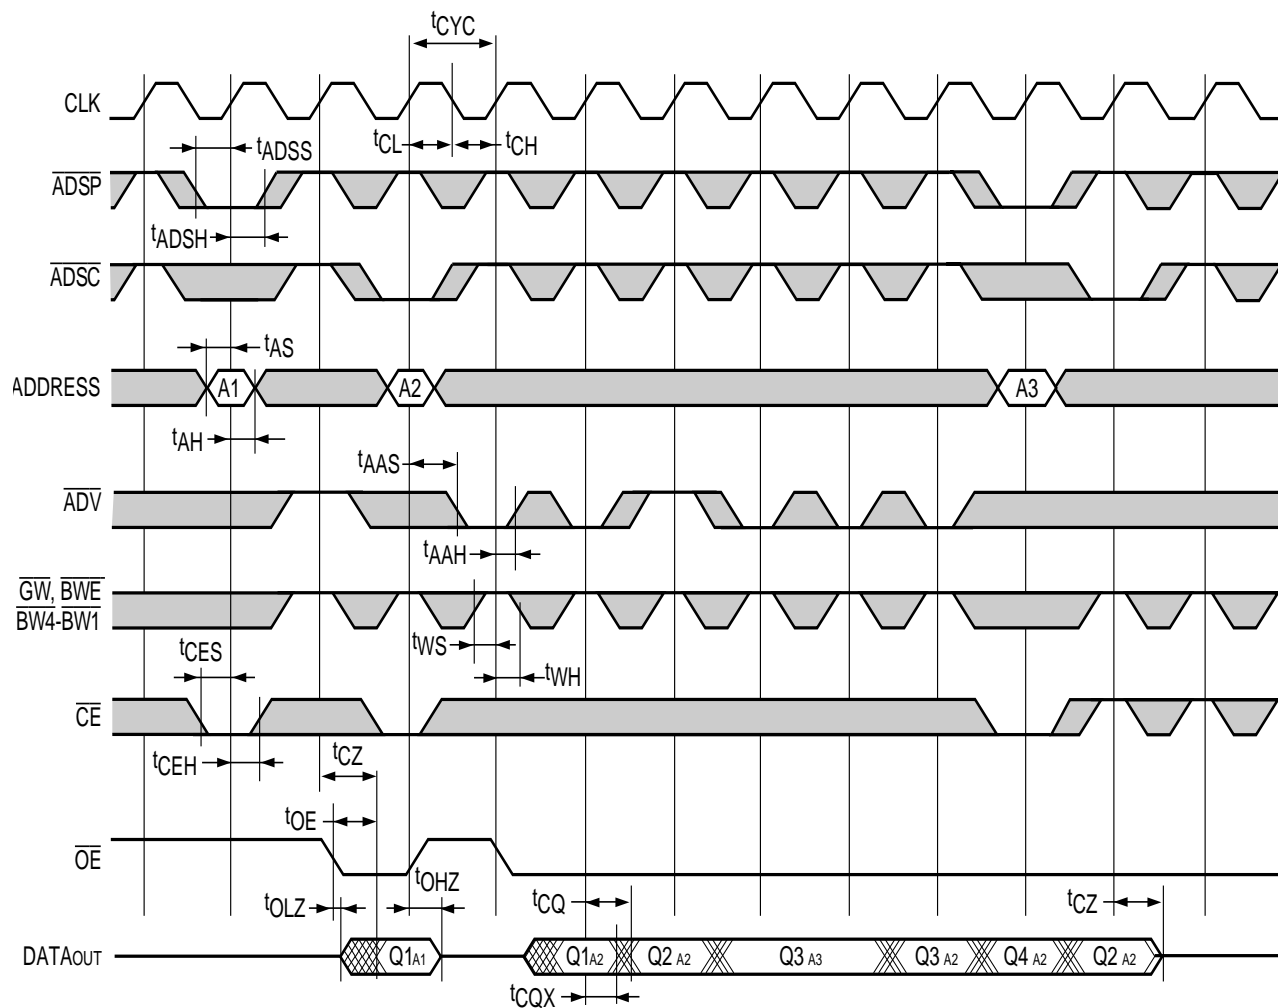 tCYC
CLK
tCL
tCH
tADSS
ADSP
tADSH
ADSC
tAS
ADDRESS
A1
A2
A3
tAH
tAAS
ADV
tAAH
GW, BWE
BW4-BW1
tWS
tCES
tWH
CE
tCEH
tCZ
tOE
OE
tOHZ
tOLZ
tCQ
tCZ
DATAOUT
Q1A1
Q1A2
Q2 A2
Q3 A3
Q3 A2
Q4 A2
Q2 A2
tCQX